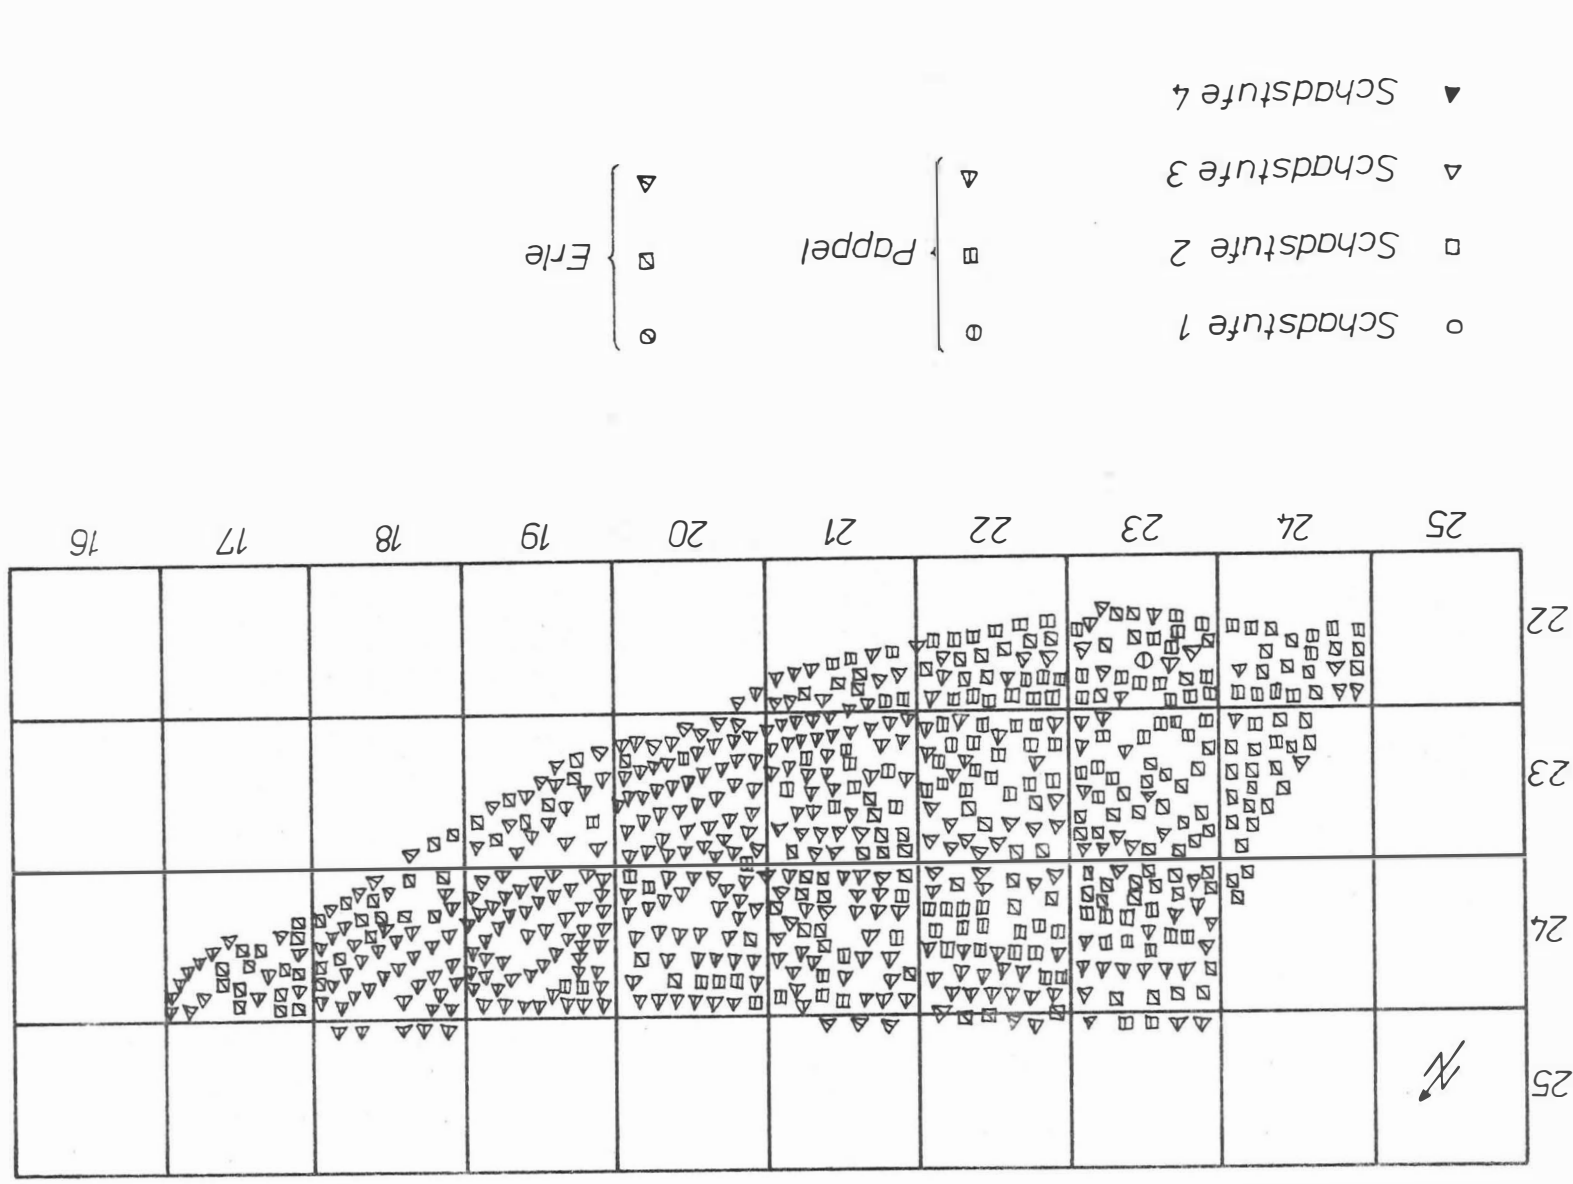 25
N
24
23
22
25 24 23 22 21 20 19 18 17 16
Schadstufe 1
Schadstufe 2 Pappel Erle
Schadstufe 3
Schadstufe 4